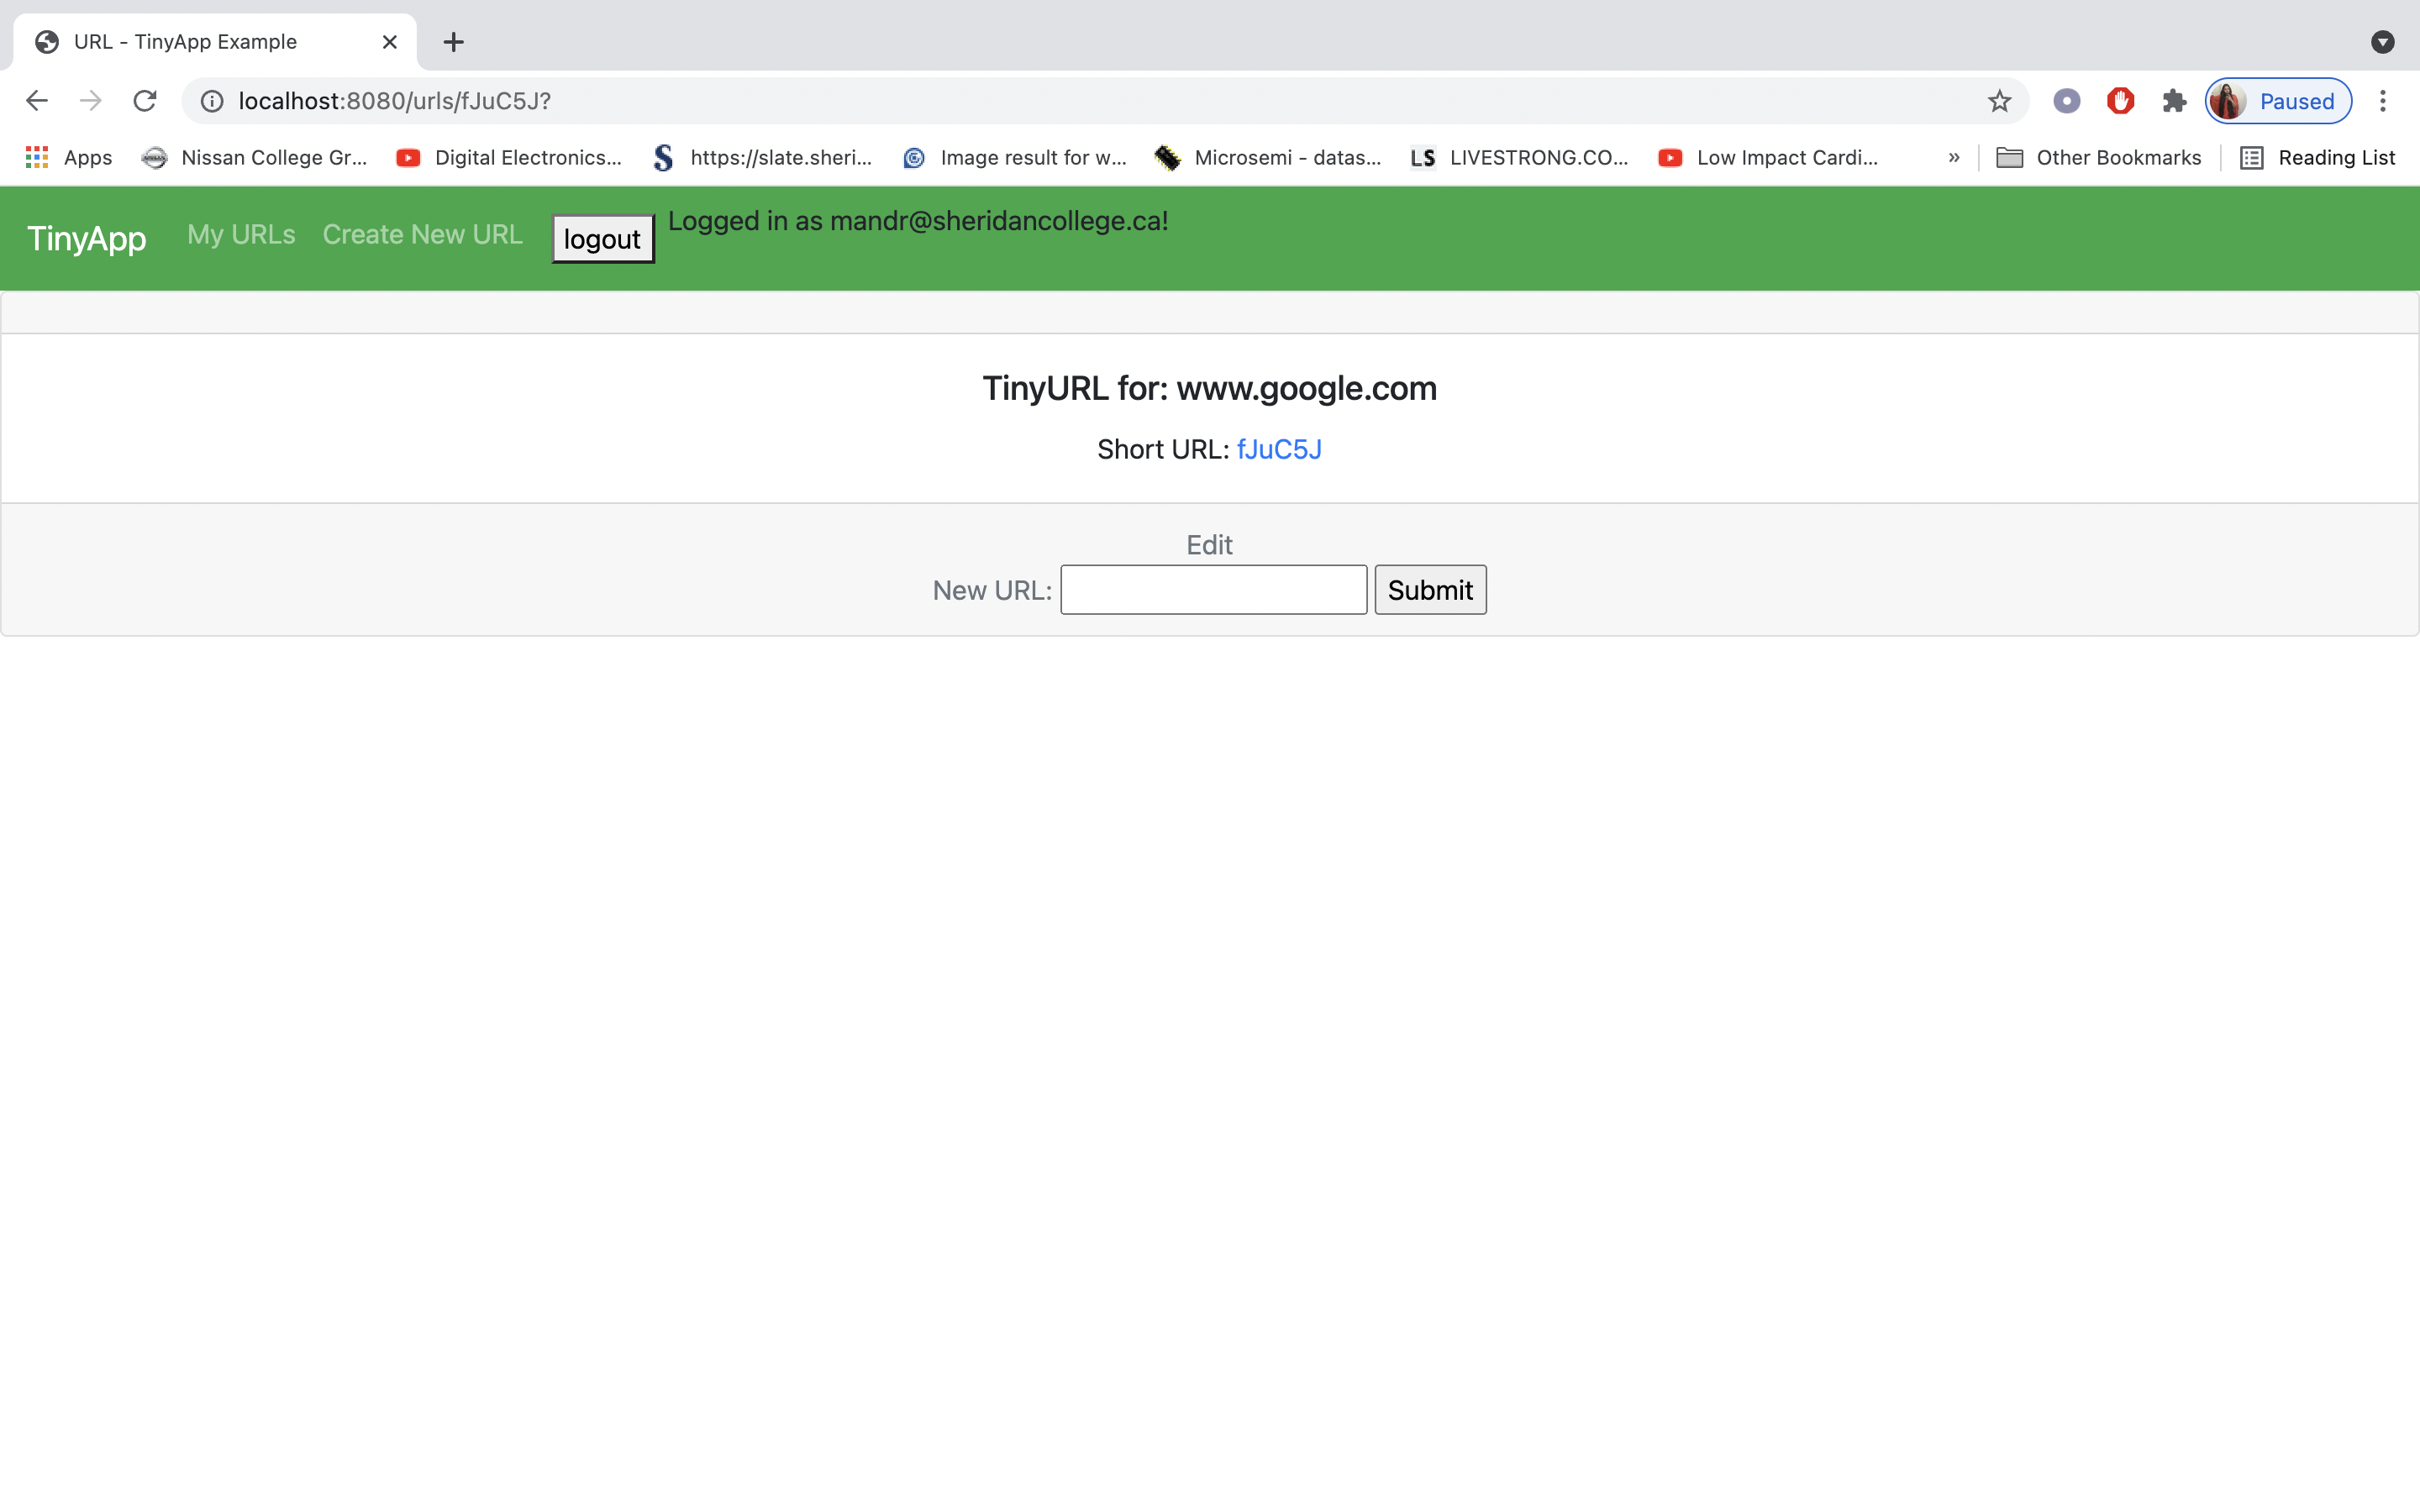 URL - TinyApp Example
localhost:8080/urls/fJuC5J?
Paused
Apps
Nissan College Gr...
Digital Electronics...
https://slate.sheri...
Image result for w...
Microsemi - datas...
LS LIVESTRONG.CO...
Low Impact Cardi...
»
Other Bookmarks
Reading List
TinyApp My URLs Create New URL logout Logged in as mandr@sheridancollege.ca!
TinyURL for: www.google.com
Short URL: fJuC5J
Edit
New URL: Submit